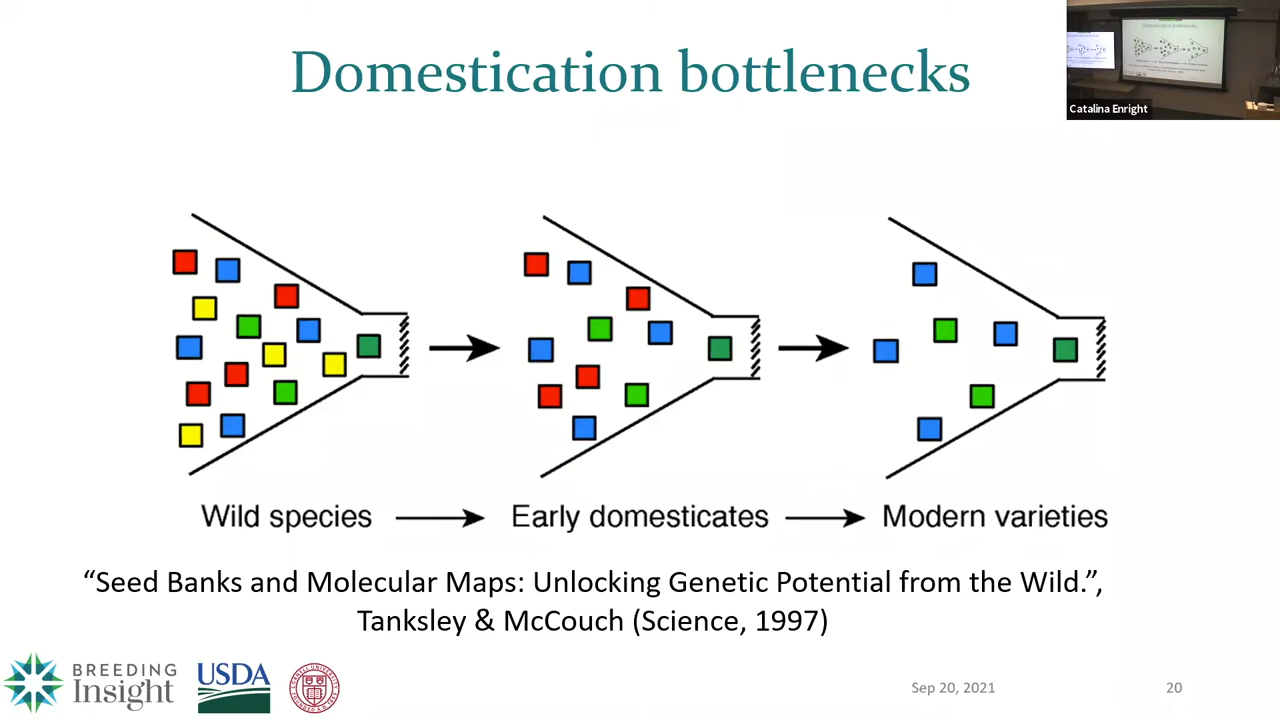 Domestication bottlenecks
Catalina Enright
Wild species
Early domesticates
Modern varieties
“Seed Banks and Molecular Maps: Unlocking Genetic Potential from the Wild.”,
Tanksley & McCouch (Science, 1997)
BREEDING
Insight
USDA
Sep 20, 2021
20